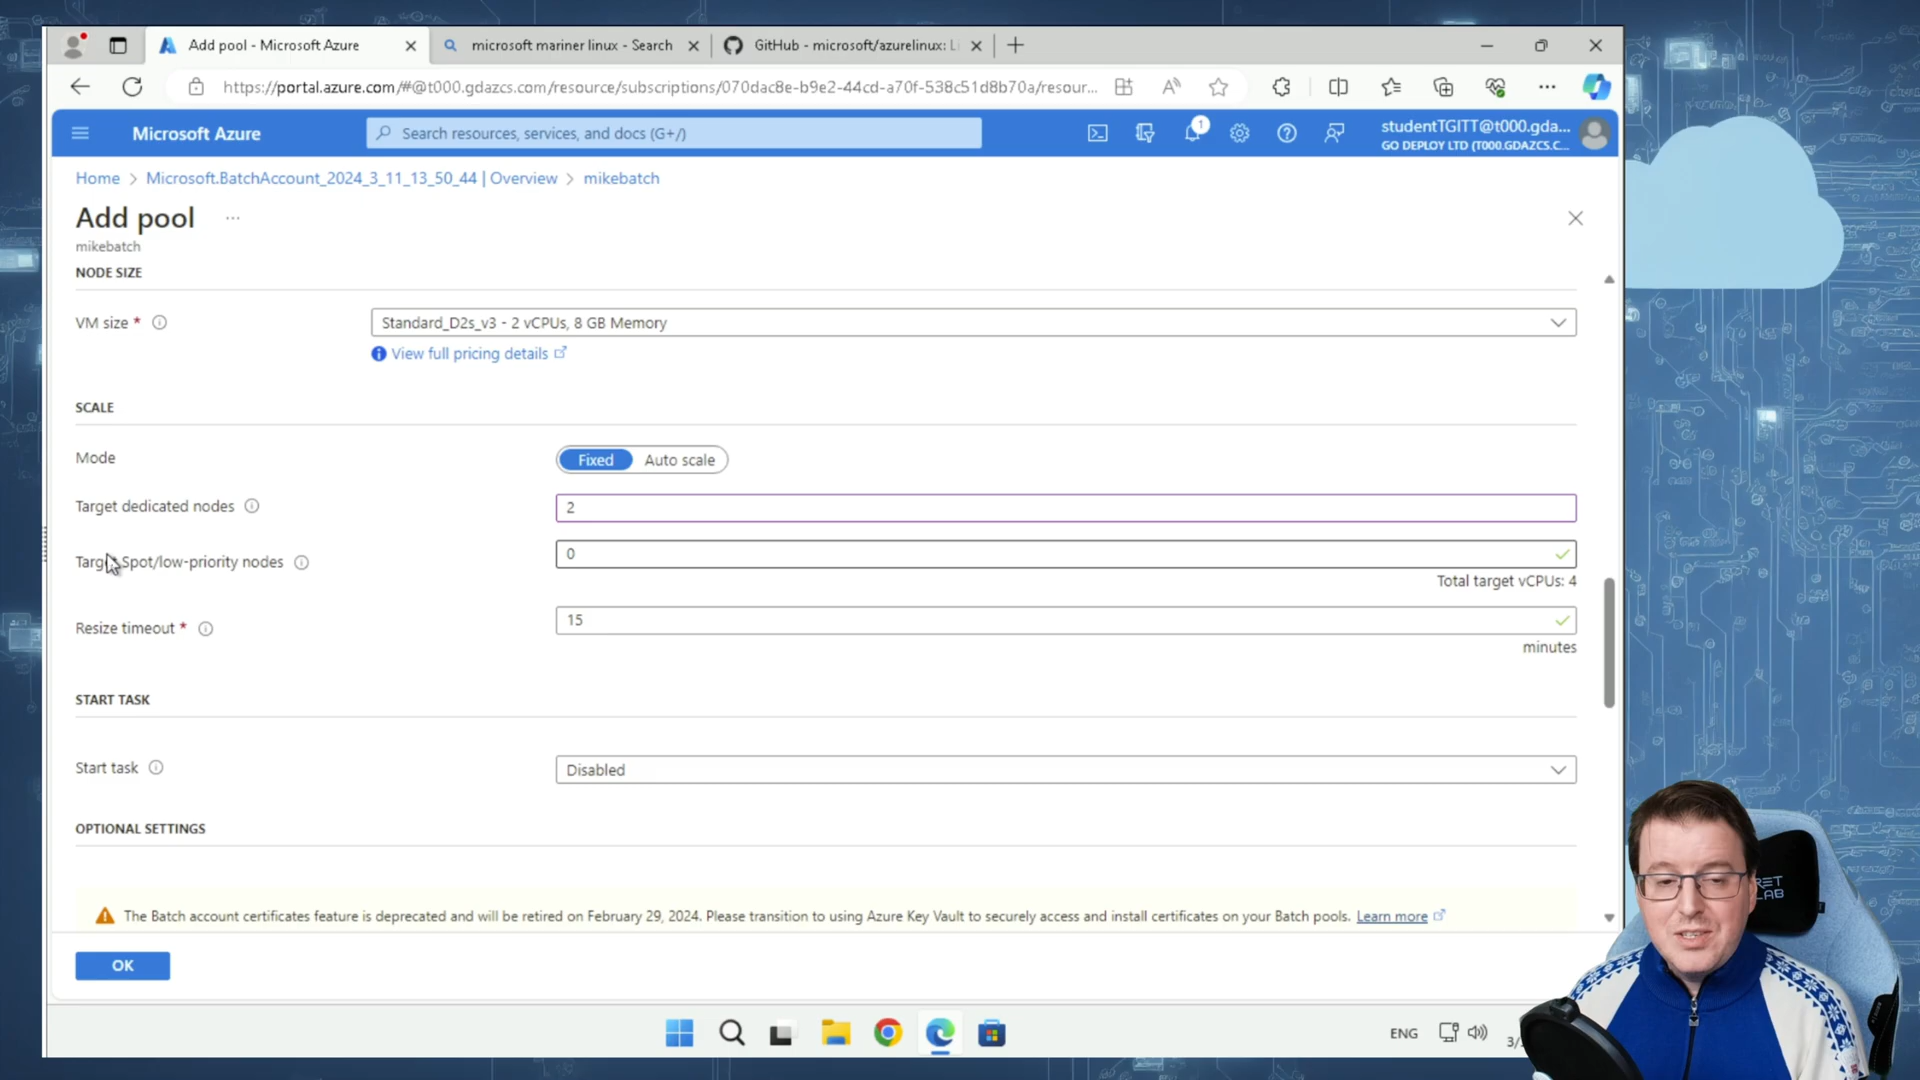 Add pool - Microsoft Azure
microsoft mariner linux - Search
GitHub - microsoft/azurelinux: Li
https://portal.azure.com/#@t000.gdazcs.com/resource/subscriptions/070dac8e-b9e2-44cd-a70f-538c51d8b70a/resour...
Microsoft Azure
Search resources, services, and docs (G+/)
1
studentTGITT@t000.gda...
GO DEPLOY LTD (T000.GDAZCS.C...
Home > Microsoft.BatchAccount_2024_3_11_13_50_44 | Overview > mikebatch
Add pool ...
mikebatch
NODE SIZE
VM size *
Standard_D2s_v3 - 2 vCPUs, 8 GB Memory
View full pricing details
SCALE
Mode
Fixed
Auto scale
Target dedicated nodes
2
Target Spot/low-priority nodes
0
Total target vCPUs: 4
Resize timeout *
15
minutes
START TASK
Start task
Disabled
OPTIONAL SETTINGS
The Batch account certificates feature is deprecated and will be retired on February 29, 2024. Please transition to using Azure Key Vault to securely access and install certificates on your Batch pools. Learn more
OK
ENG
3/